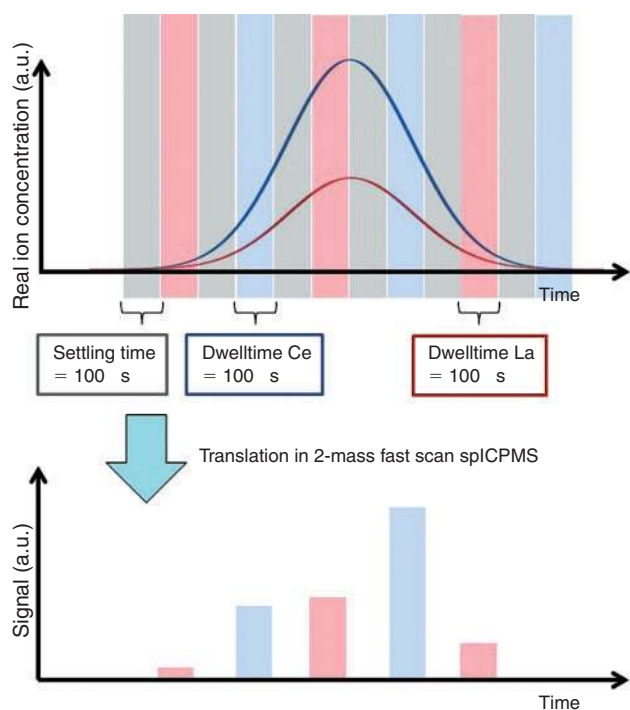 Real ion concentration (a.u.)
Time
Settling time
= 100 s
Dwelltime Ce
= 100 s
Dwelltime La
= 100 s
Translation in 2-mass fast scan spICPMS
Signal (a.u.)
Time